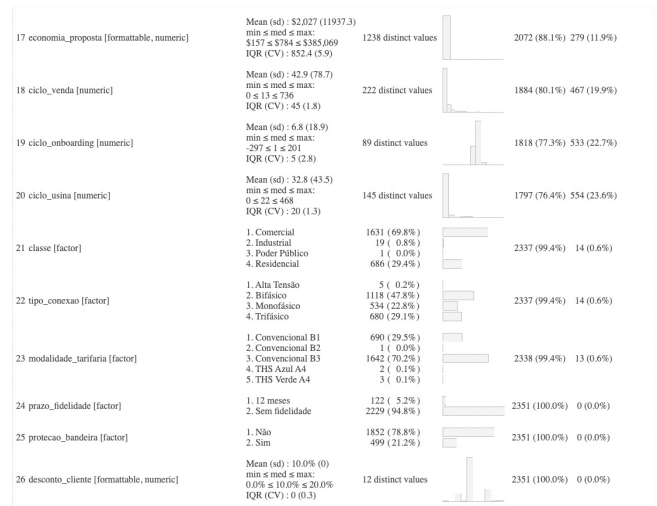 17 economia_proposta [formattable, numeric]
Mean (sd) : $2,027 (11937.3)
min ≤ med ≤ max:
$157 ≤ $784 ≤ $385,069
IQR (CV) : 852.4 (5.9)
1238 distinct values
2072 (88.1%) 279 (11.9%)
18 ciclo_venda [numeric]
Mean (sd) : 42.9 (78.7)
min ≤ med ≤ max:
0 ≤ 13 ≤ 736
IQR (CV) : 45 (1.8)
222 distinct values
1884 (80.1%) 467 (19.9%)
19 ciclo_onboarding [numeric]
Mean (sd) : 6.8 (18.9)
min ≤ med ≤ max:
-297 ≤ 1 ≤ 201
IQR (CV) : 5 (2.8)
89 distinct values
1818 (77.3%) 533 (22.7%)
20 ciclo_usina [numeric]
Mean (sd) : 32.8 (43.5)
min ≤ med ≤ max:
0 ≤ 22 ≤ 468
IQR (CV) : 20 (1.3)
145 distinct values
1797 (76.4%) 554 (23.6%)
21 classe [factor]
1. Comercial 1631 (69.8%)
2. Industrial 19 ( 0.8%)
3. Poder Público 1 ( 0.0%)
4. Residencial 686 (29.4%)
2337 (99.4%) 14 (0.6%)
22 tipo_conexao [factor]
1. Alta Tensão 5 ( 0.2%)
2. Bifásico 1118 (47.8%)
3. Monofásico 534 (22.8%)
4. Trifásico 680 (29.1%)
2337 (99.4%) 14 (0.6%)
23 modalidade_tarifaria [factor]
1. Convencional B1 690 (29.5%)
2. Convencional B2 1 ( 0.0%)
3. Convencional B3 1642 (70.2%)
4. THS Azul A4 2 ( 0.1%)
5. THS Verde A4 3 ( 0.1%)
2338 (99.4%) 13 (0.6%)
24 prazo_fidelidade [factor]
1. 12 meses 122 ( 5.2%)
2. Sem fidelidade 2229 (94.8%)
2351 (100.0%) 0 (0.0%)
25 protecao_bandeira [factor]
1. Não 1852 (78.8%)
2. Sim 499 (21.2%)
2351 (100.0%) 0 (0.0%)
26 desconto_cliente [formattable, numeric]
Mean (sd) : 10.0% (0)
min ≤ med ≤ max:
0.0% ≤ 10.0% ≤ 20.0%
IQR (CV) : 0 (0.3)
12 distinct values
2351 (100.0%) 0 (0.0%)